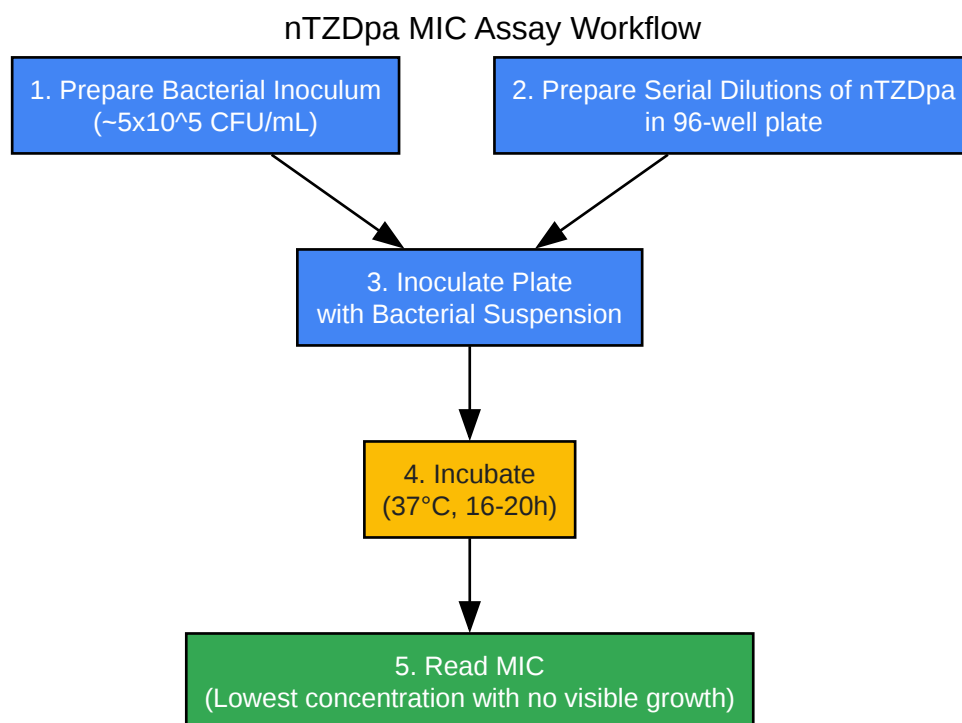 nTZDpa MIC Assay Workflow
1. Prepare Bacterial Inoculum
(~5x10^5 CFU/mL)
2. Prepare Serial Dilutions of nTZDpa
in 96-well plate
3. Inoculate Plate
with Bacterial Suspension
4. Incubate
(37°C, 16-20h)
5. Read MIC
(Lowest concentration with no visible growth)